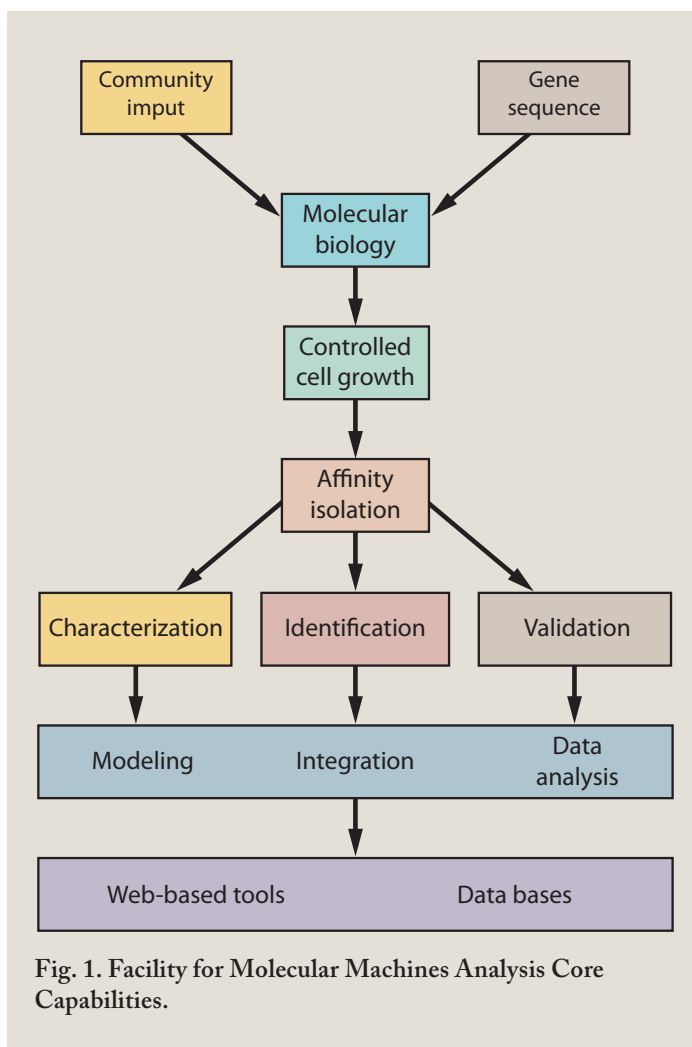 Community
imput
Gene
sequence
Molecular
biology
Controlled
cell growth
Affinity
isolation
Characterization
Identification
Validation
Modeling
Integration
Data
analysis
Web-based tools
Data bases
Fig. 1. Facility for Molecular Machines Analysis Core
Capabilities.